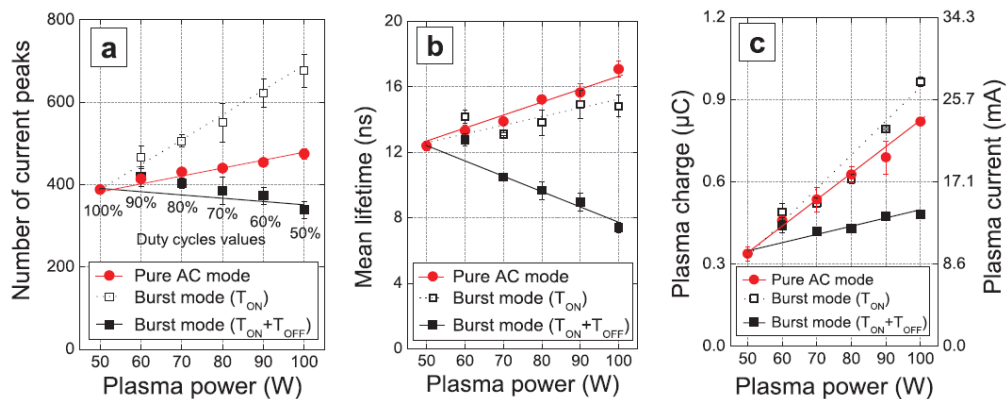 a
Number of current peaks
800
600
400
200
0
100%
90%
80%
70%
60%
50%
Duty cycles values
Pure AC mode
Burst mode (TON)
Burst mode (TON+TOFF)
50 60 70 80 90 100
Plasma power (W)
b
Mean lifetime (ns)
20
16
12
8
4
0
Pure AC mode
Burst mode (TON)
Burst mode (TON+TOFF)
50 60 70 80 90 100
Plasma power (W)
c
Plasma charge (µC)
1.2
0.9
0.6
0.3
0.0
Pure AC mode
Burst mode (TON)
Burst mode (TON+TOFF)
50 60 70 80 90 100
Plasma power (W)
34.3
25.7
17.1
8.6
0.0
Plasma current (mA)